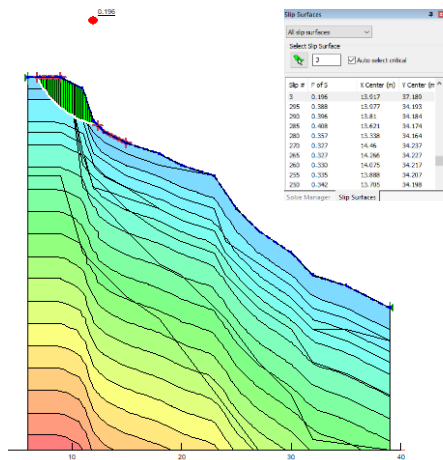 0.196
Slip Surfaces
All slip surfaces
Select Slip Surface
3
Auto select critical
Slip # F of S X Center (m) Y Center (m
3 0.196 13.917 37.180
295 0.388 13.977 34.193
290 0.396 13.81 34.184
285 0.408 13.621 34.174
280 0.357 13.338 34.164
270 0.327 14.46 34.237
265 0.327 14.266 34.227
260 0.330 14.075 34.217
255 0.335 13.888 34.207
250 0.342 13.705 34.198
Solve Manager Slip Surfaces
10 20 30 40